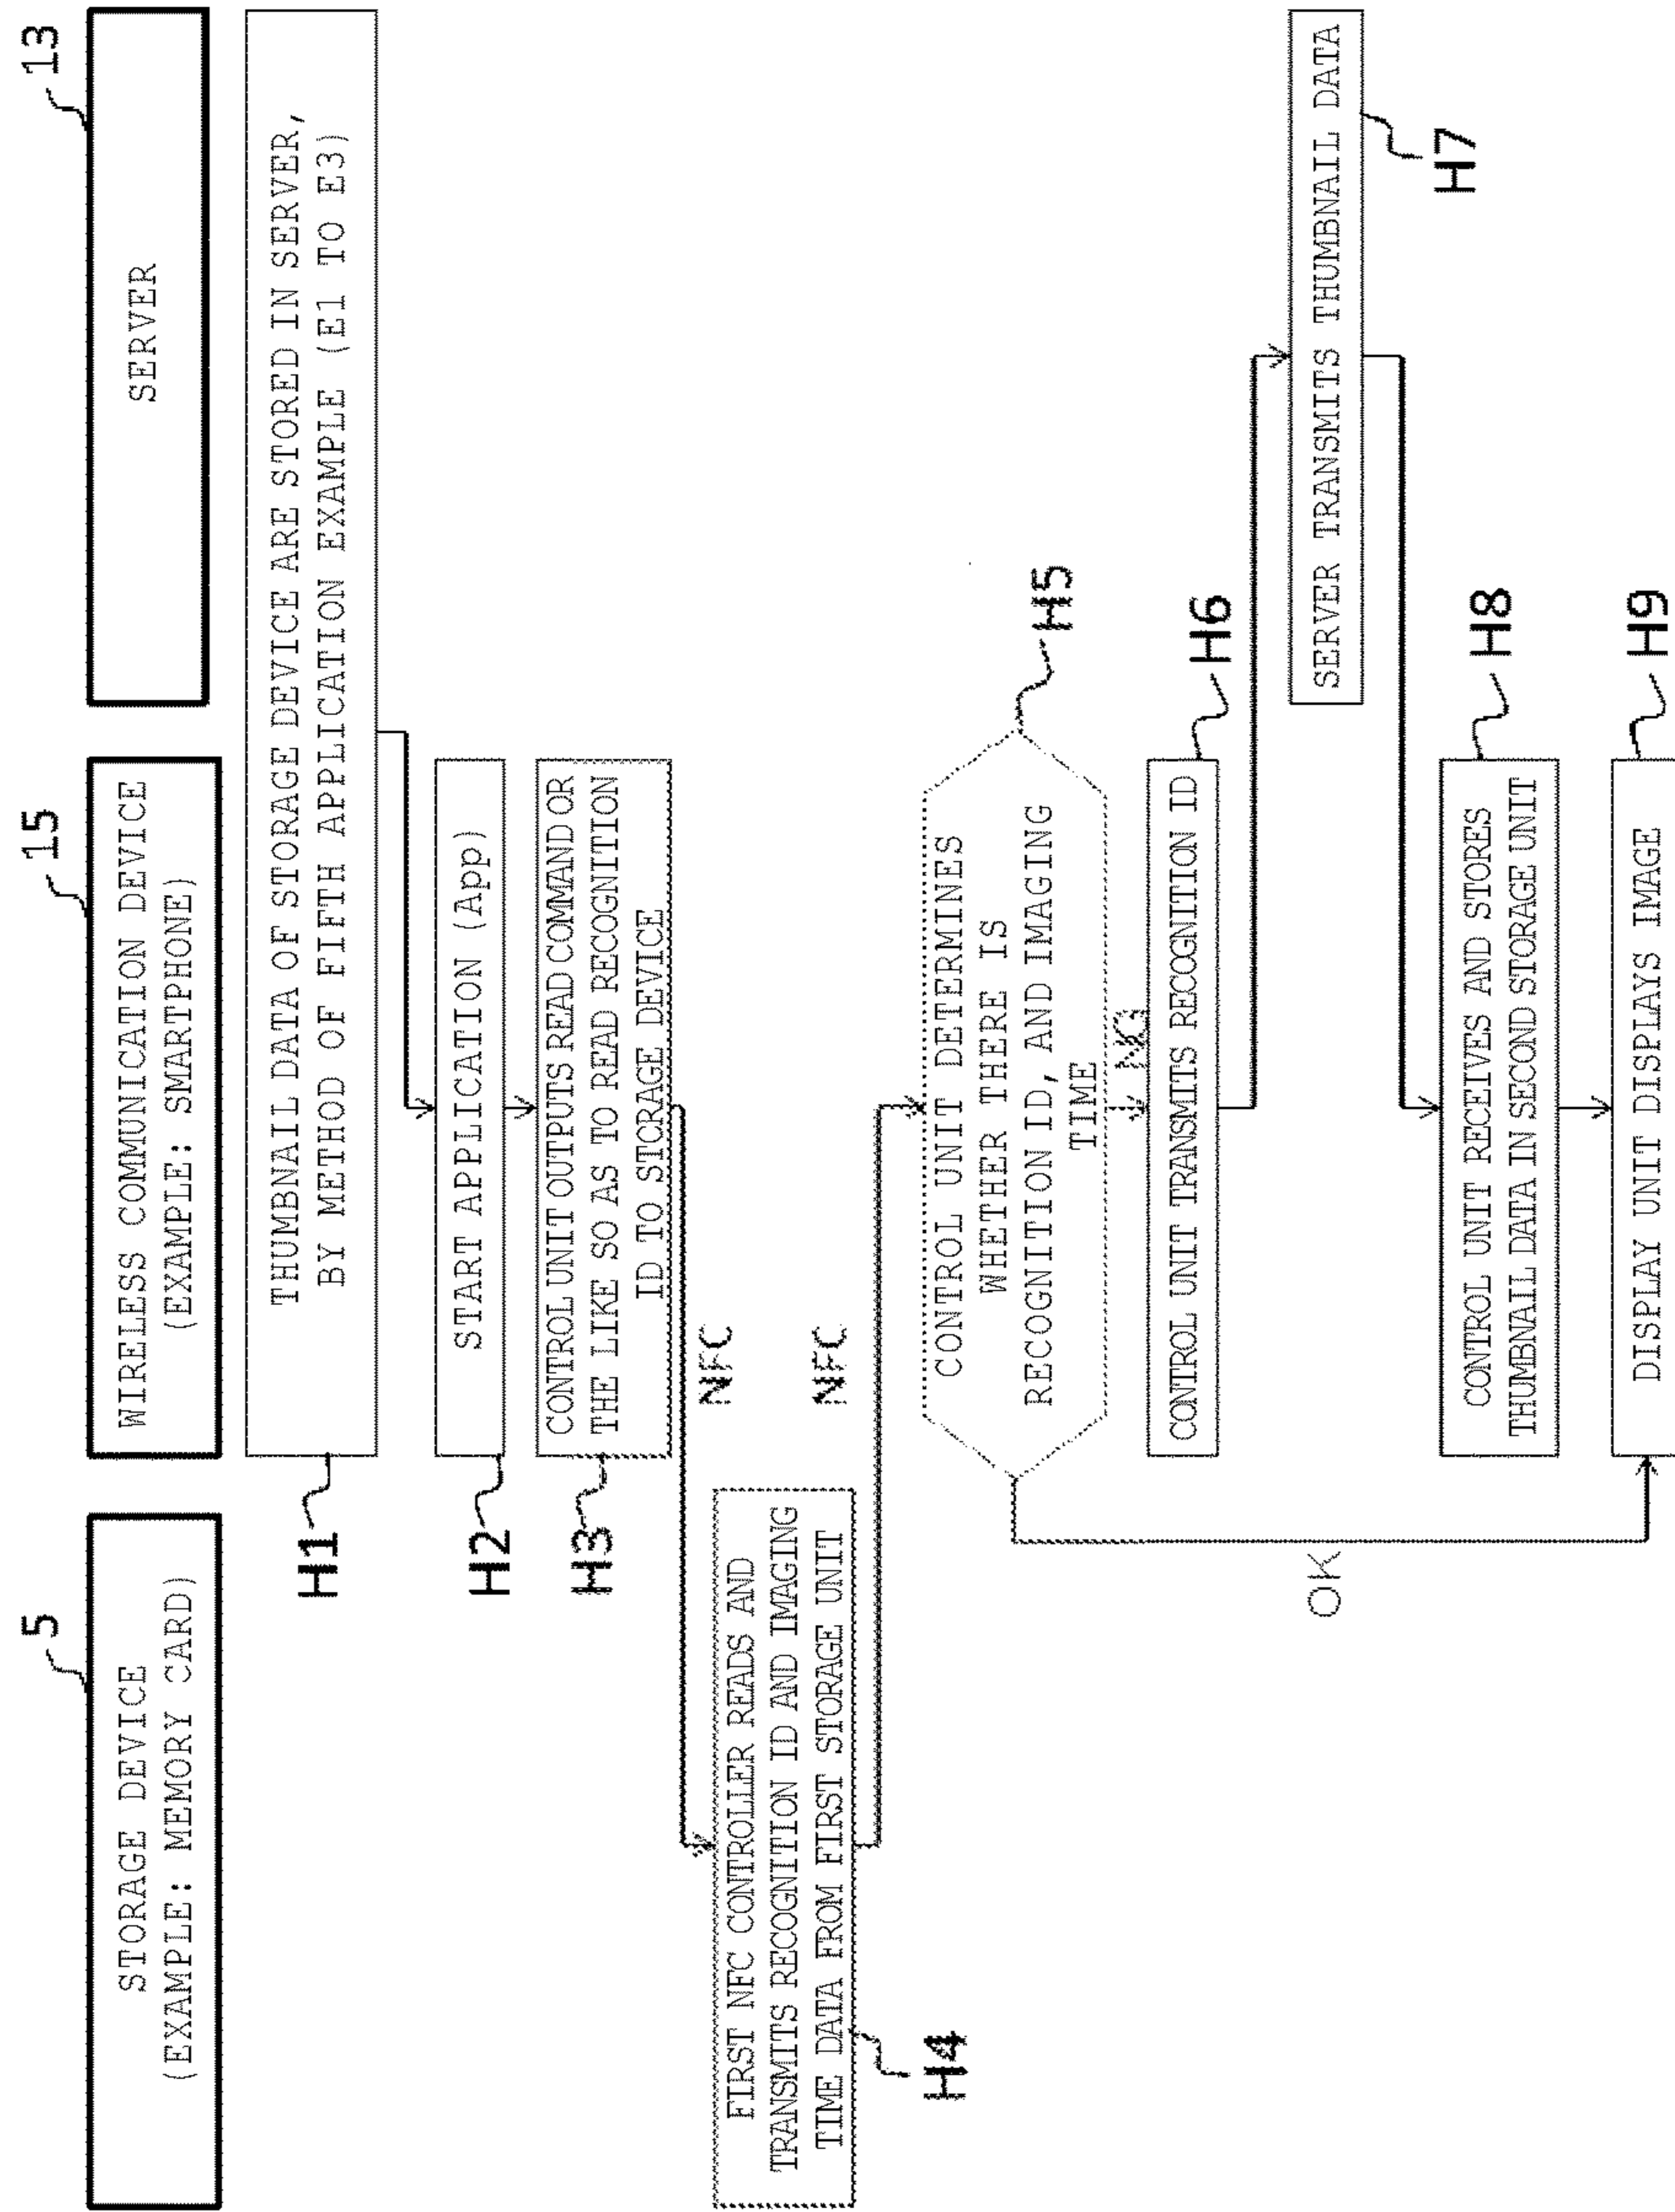 5
STORAGE DEVICE
(EXAMPLE: MEMORY CARD)
15
WIRELESS COMMUNICATION DEVICE
(EXAMPLE: SMARTPHONE)
13
SERVER
H1
THUMBNAIL DATA OF STORAGE DEVICE ARE STORED IN SERVER,
BY METHOD OF FIFTH APPLICATION EXAMPLE (E1 TO E3)
H2
START APPLICATION (App)
H3
CONTROL UNIT OUTPUTS READ COMMAND OR
THE LIKE SO AS TO READ RECOGNITION
ID TO STCRAGE DEVICE
NFC
FIRST NFC CONTROLLER READS AND
TRANSMITS RECOGNITION ID AND IMAGING
TIME DATA FROM FIRST STORAGE UNIT
H4
NFC
CONTROL UNIT DETERMINES
WHETHER THERE IS
RECOGNITION ID, AND IMAGING
TIME
H5
NG
OK
CONTROL UNIT TRANSMITS RECOGNITION ID
H6
SERVER TRANSMITS THUMBNAIL DATA
H7
CONTROL UNIT RECEIVES AND STORES
THUMBNAIL DATA IN SECOND STORAGE UNIT
H8
DISPLAY UNIT DISPLAYS IMAGE
H9